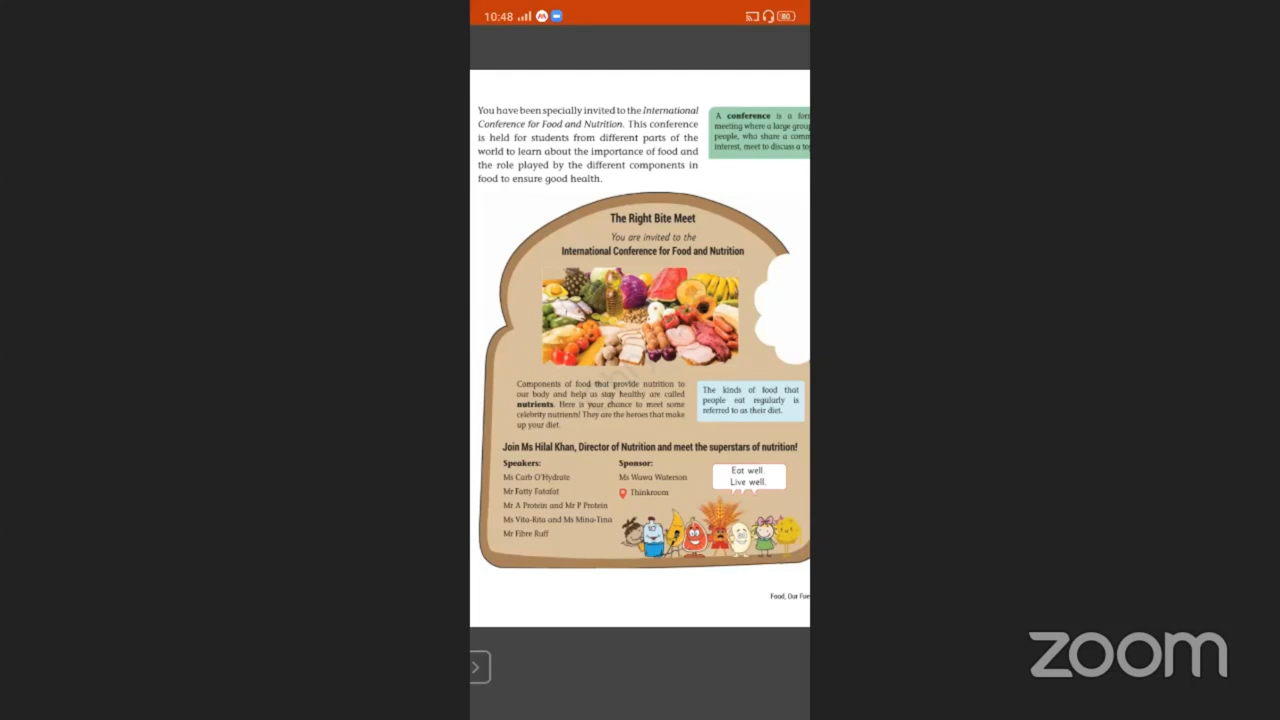 10:48
80
You have been specially invited to the International
Conference for Food and Nutrition. This conference
is held for students from different parts of the
world to learn about the importance of food and
the role played by the different components in
food to ensure good health.
A conference is a
meeting where a large
people, who share a
interest, meet to discuss a
The Right Bite Meet
You are invited to the
International Conference for Food and Nutrition
Components of food that provide nutrition to
our body and help us stay healthy are called
nutrients. Here is your chance to meet some
celebrity nutrients! They are the heroes that make
up your diet.
The kinds of food that
people eat regularly is
referred to as their diet.
Join Ms Hilal Khan, Director of Nutrition and meet the superstars of nutrition!
Speakers:
Ms Carb O'Hydrate
Mr Fatty Fatafat
Mr A Protein and Mr P Protein
Ms Vita-Rita and Ms Mina-Tina
Mr Fibre Ruff
Sponsor:
Ms Wawa Waterson
Thinkroom
Eat well.
Live well.
Food, Our
zoom